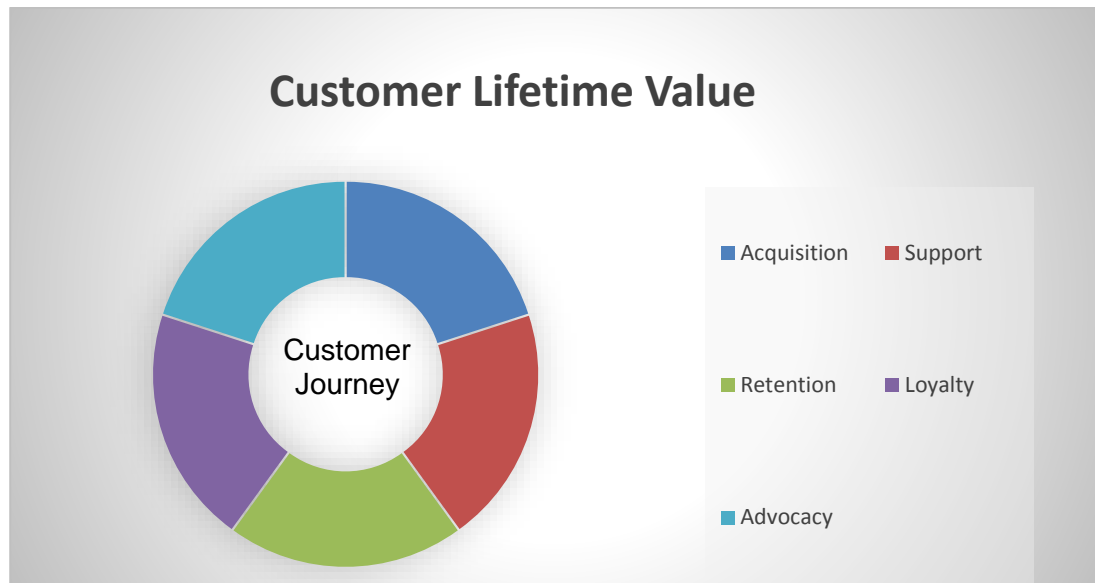 Customer Lifetime Value
Customer
Journey
Acquisition
Support
Retention
Loyalty
Advocacy